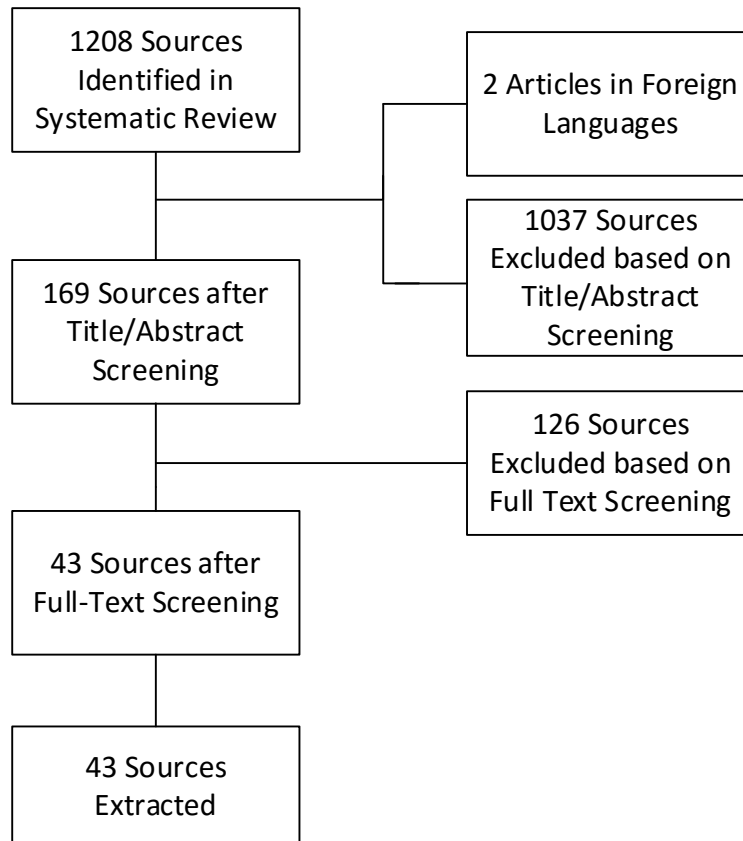 1208 Sources
Identified in
Systematic Review
2 Articles in Foreign
Languages
1037 Sources
Excluded based on
Title/Abstract
Screening
169 Sources after
Title/Abstract
Screening
126 Sources
Excluded based on
Full Text Screening
43 Sources after
Full-Text Screening
43 Sources
Extracted